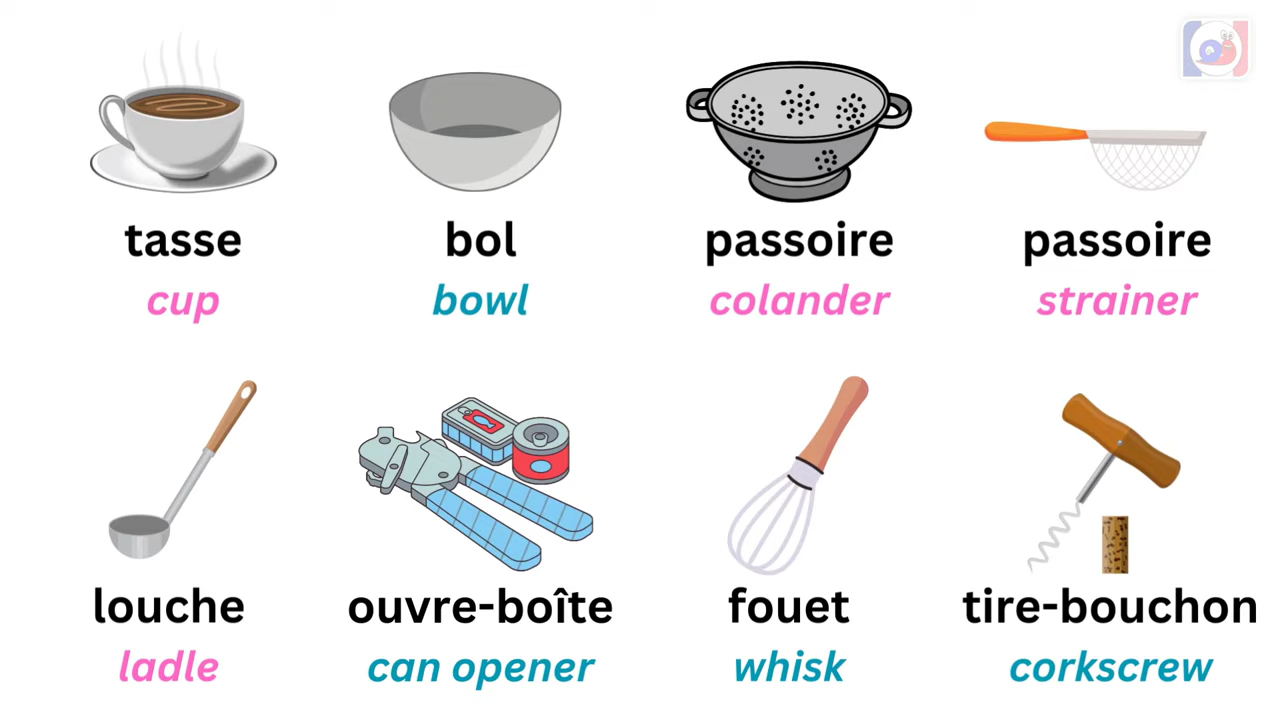 tasse
cup
bol
bowl
passoire
colander
passoire
strainer
louche
ladle
ouvre-boîte
can opener
fouet
whisk
tire-bouchon
corkscrew